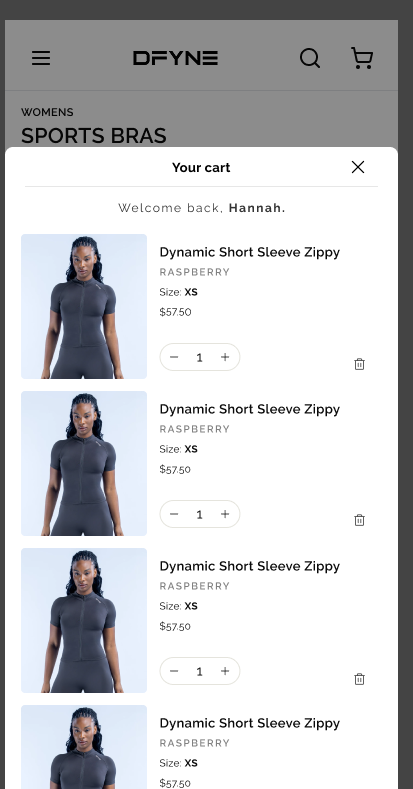 DFYNE
WOMENS
SPORTS BRAS
Your cart
Welcome back, Hannah.
Dynamic Short Sleeve Zippy
RASPBERRY
Size: XS
$57.50
1
Dynamic Short Sleeve Zippy
RASPBERRY
Size: XS
$57.50
1
Dynamic Short Sleeve Zippy
RASPBERRY
Size: XS
$57.50
1
Dynamic Short Sleeve Zippy
RASPBERRY
Size: XS
$57.50